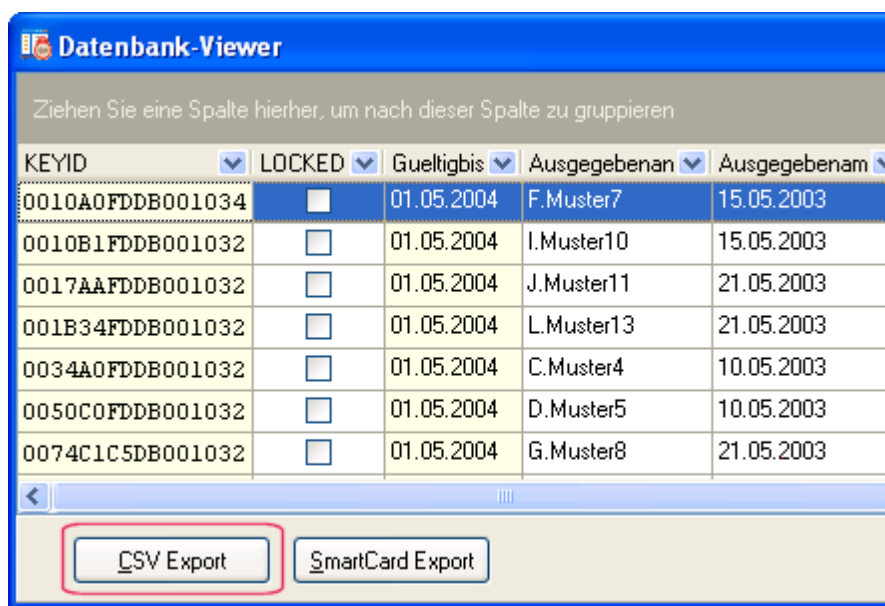 Datenbank-Viewer
Ziehen Sie eine Spalte hierher, um nach dieser Spalte zu gruppieren
KEYID LOCKED Gueltigbis Ausgegebenan Ausgegebenam
0010A0FDDB001034 01.05.2004 F.Muster7 15.05.2003
0010B1FDDB001032 01.05.2004 I.Muster10 15.05.2003
0017AAFDDB001032 01.05.2004 J.Muster11 21.05.2003
001B34FDDB001032 01.05.2004 L.Muster13 21.05.2003
0034A0FDDB001032 01.05.2004 C.Muster4 10.05.2003
0050C0FDDB001032 01.05.2004 D.Muster5 10.05.2003
0074C1C5DB001032 01.05.2004 G.Muster8 21.05.2003
CSV Export SmartCard Export